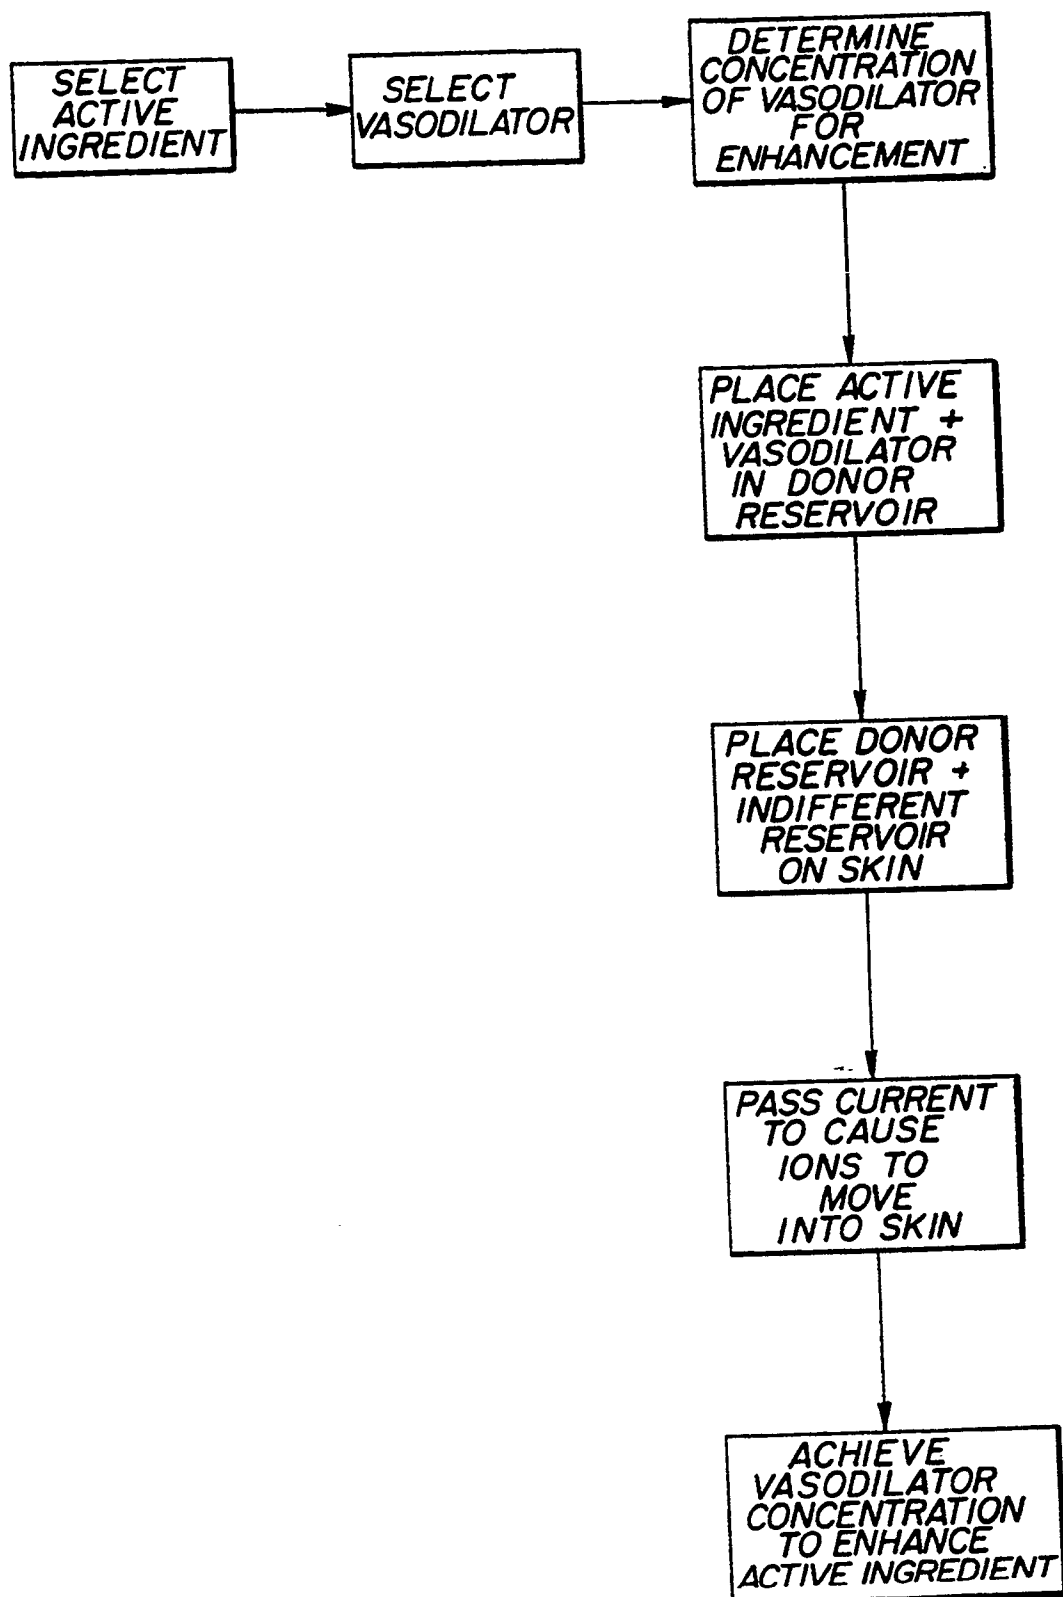 SELECT
ACTIVE
INGREDIENT
SELECT
VASODILATOR
DETERMINE
CONCENTRATION
OF VASODILATOR
FOR
ENHANCEMENT
PLACE ACTIVE
INGREDIENT +
VASODILATOR
IN DONOR
RESERVOIR
PLACE DONOR
RESERVOIR +
INDIFFERENT
RESERVOIR
ON SKIN
PASS CURRENT
TO CAUSE
IONS TO
MOVE
INTO SKIN
ACHIEVE
VASODILATOR
CONCENTRATION
TO ENHANCE
ACTIVE INGREDIENT